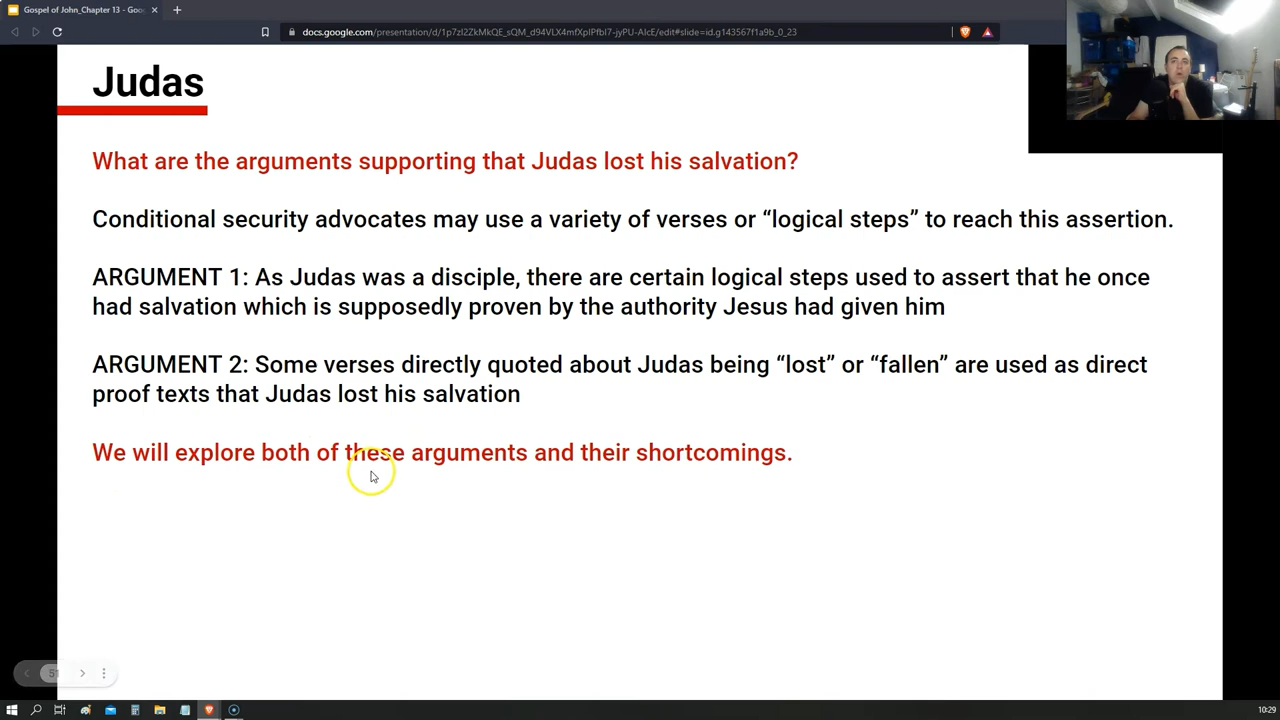 Gospel of John_Chapter 13 - Goo
docs.google.com/presentation/d/1p7zl2ZkMkQE_sQM_d94VLX4mfXpIPfbI7-jyPU-AlcE/edit#slide=id.g143567f1a9b_0_23
Judas
What are the arguments supporting that Judas lost his salvation?
Conditional security advocates may use a variety of verses or “logical steps” to reach this assertion.
ARGUMENT 1: As Judas was a disciple, there are certain logical steps used to assert that he once
had salvation which is supposedly proven by the authority Jesus had given him
ARGUMENT 2: Some verses directly quoted about Judas being “lost” or “fallen” are used as direct
proof texts that Judas lost his salvation
We will explore both of these arguments and their shortcomings.
51
10:29